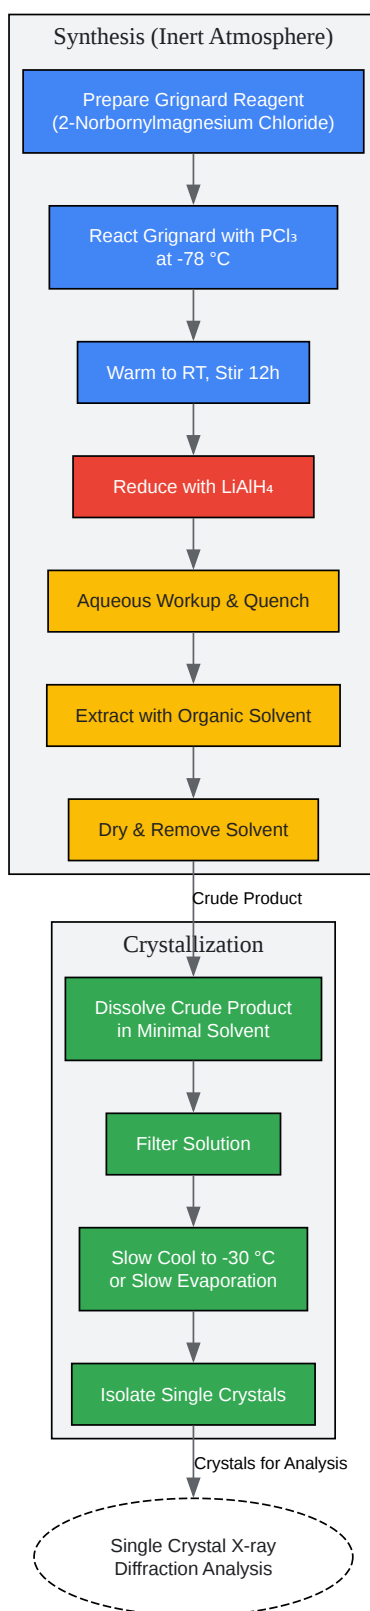 Synthesis (Inert Atmosphere)
Prepare Grignard Reagent
(2-Norbornylmagnesium Chloride)
React Grignard with PCl₃
at -78 °C
Warm to RT, Stir 12h
Reduce with LiAlH₄
Aqueous Workup & Quench
Extract with Organic Solvent
Dry & Remove Solvent
Crude Product
Crystallization
Dissolve Crude Product
in Minimal Solvent
Filter Solution
Slow Cool to -30 °C
or Slow Evaporation
Isolate Single Crystals
Crystals for Analysis
Single Crystal X-ray
Diffraction Analysis